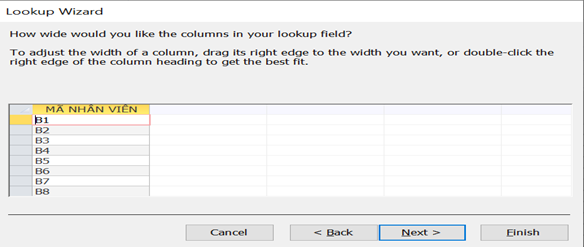 Lookup Wizard
How wide would you like the columns in your lookup field?
To adjust the width of a column, drag its right edge to the width you want, or double-click the
right edge of the column heading to get the best fit.
MÃ NHÂN VIÊN
B1
B2
B3
B4
B5
B6
B7
B8
Cancel < Back Next > Finish